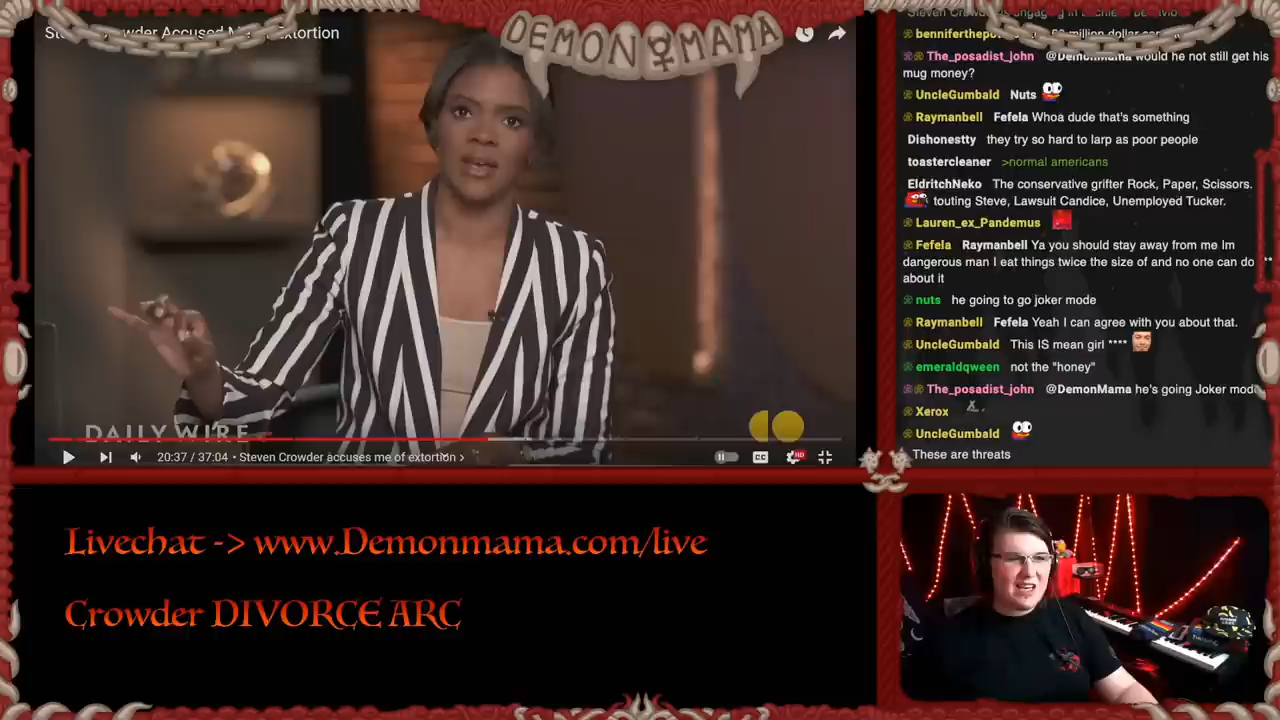 DEMON MAMA
extortion
DAILY WIRE
20:37 / 37:04 • Steven Crowder accuses me of extortion >
CC
HD
The_posadist_john @DemonMama would he not still get his
mug money?
UncleGumbald Nuts
Raymanbell Fefela Whoa dude that's something
Dishonestty they try so hard to larp as poor people
toastercleaner >normal americans
EldritchNeko The conservative grifter Rock, Paper, Scissors.
touting Steve, Lawsuit Candice, Unemployed Tucker.
Lauren_ex_Pandemus
Fefela Raymanbell Ya you should stay away from me Im
dangerous man I eat things twice the size of and no one can do
about it
nuts he going to go joker mode
Raymanbell Fefela Yeah I can agree with you about that.
UncleGumbald This IS mean girl ****
emeraldqween not the "honey"
The_posadist_john @DemonMama he's going Joker mod
Xerox
UncleGumbald
These are threats
Livechat -> www.Demonmama.com/live
Crowder DIVORCE ARC